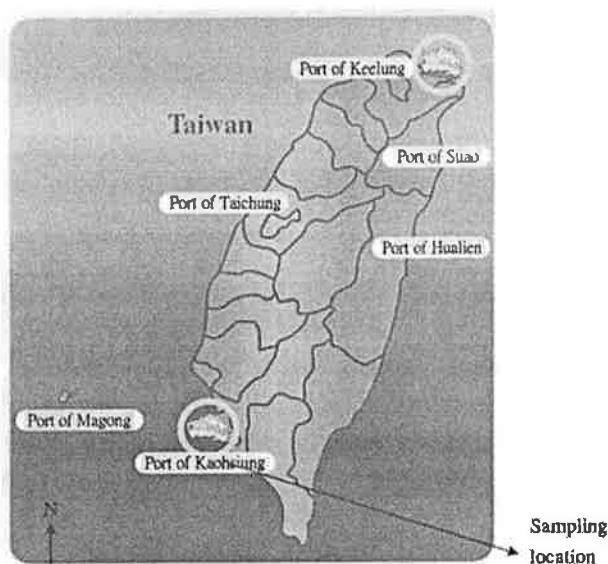 Port of Keelung
Taiwan
Port of Suao
Port of Taichung
Port of Hualien
Port of Magong
Port of Kaohsiung
N
Sampling
location